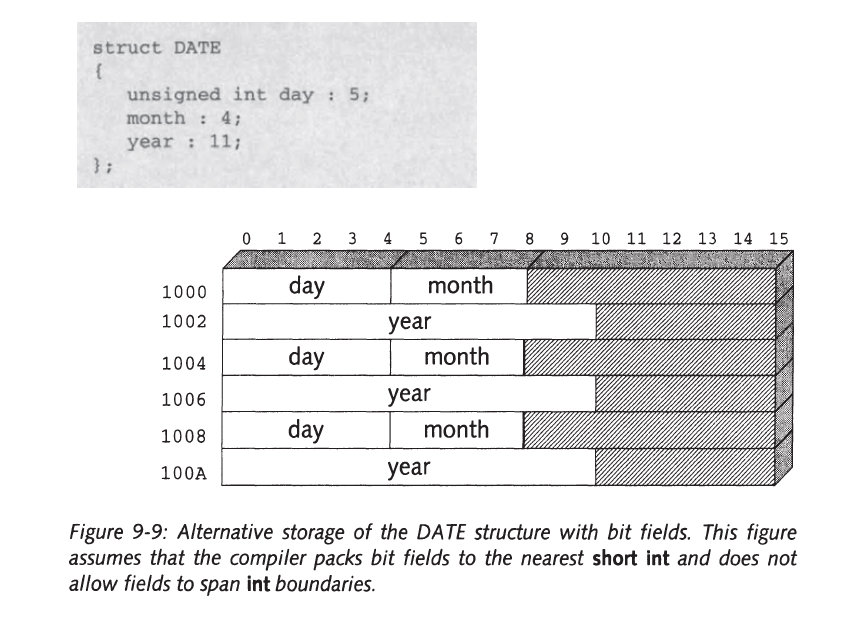 struct DATE
{
unsigned int day : 5;
month : 4;
year : 11;
};
0 1 2 3 4 5 6 7 8 9 10 11 12 13 14 15
1000 day month
1002 year
1004 day month
1006 year
1008 day month
100A year
Figure 9-9: Alternative storage of the DATE structure with bit fields. This figure
assumes that the compiler packs bit fields to the nearest short int and does not
allow fields to span int boundaries.